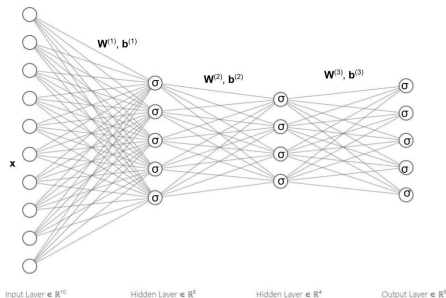 W⁽¹⁾, b⁽¹⁾
W⁽²⁾, b⁽²⁾
W⁽³⁾, b⁽³⁾
σ σ σ σ σ
σ σ σ σ
σ σ σ σ σ
x
Input Layer ∈ ℝ¹⁰
Hidden Layer ∈ ℝ⁵
Hidden Layer ∈ ℝ⁴
Output Layer ∈ ℝ⁵